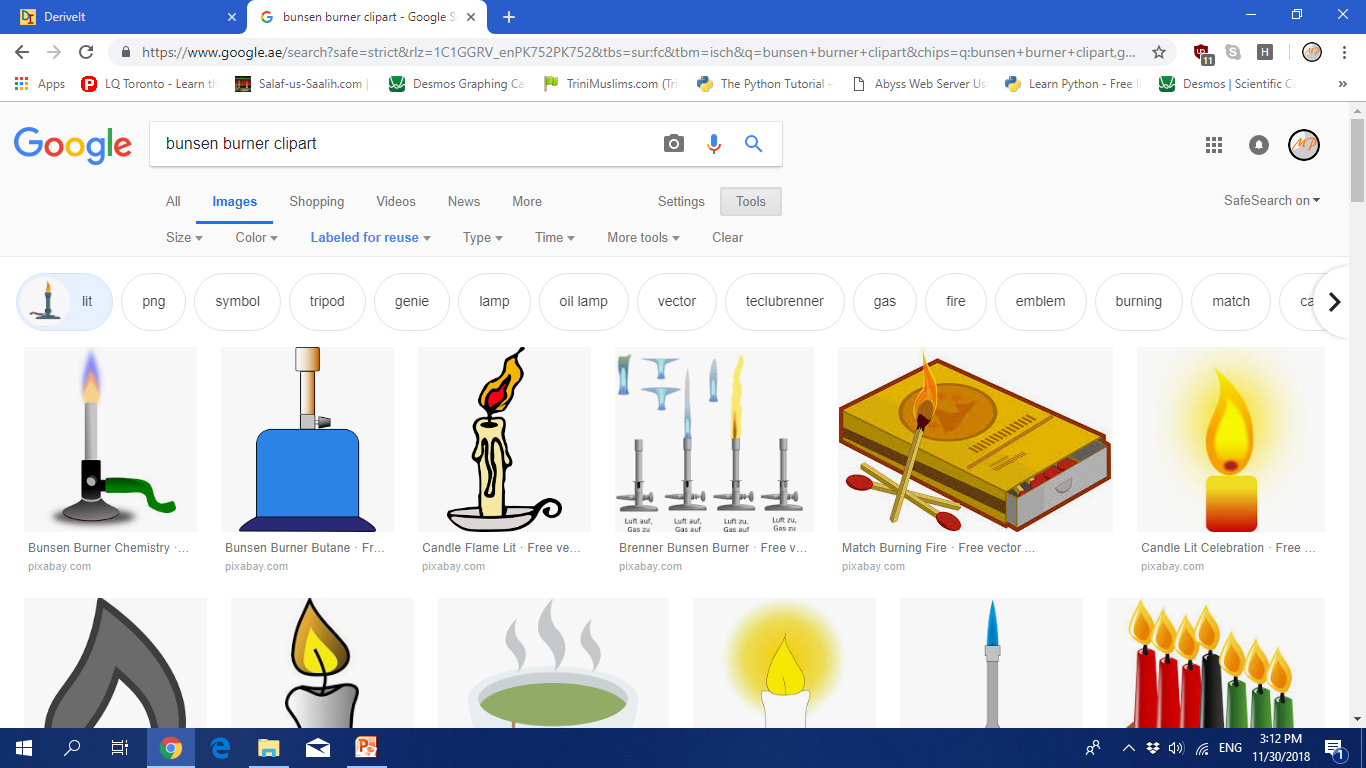 DeriveIt
bunsen burner clipart - Google S
https://www.google.ae/search?safe=strict&rlz=1C1GGRV_enPK752PK752&tbs=sur:fc&tbm=isch&q=bunsen+burner+clipart&chips=q:bunsen+burner+clipart,g...
11
H
MP
Apps
LQ Toronto - Learn th
Salaf-us-Saalih.com |
Desmos Graphing Ca
TriniMuslims.com (Tri
The Python Tutorial –
Abyss Web Server Us
Learn Python - Free I
Desmos | Scientific Ca
»
Google
bunsen burner clipart
MP
All Images Shopping Videos News More Settings Tools
SafeSearch on
Size Color Labeled for reuse Type Time More tools Clear
lit png symbol tripod genie lamp oil lamp vector teclubrenner gas fire emblem burning match ca
Luft auf, Gas zu
Luft auf, Gas auf
Luft zu, Gas auf
Luft zu, Gas zu
Bunsen Burner Chemistry ·...
pixabay.com
Bunsen Burner Butane · Fr...
pixabay.com
Candle Flame Lit · Free ve...
pixabay.com
Brenner Bunsen Burner · Free v...
pixabay.com
Match Burning Fire · Free vector ...
pixabay.com
Candle Lit Celebration · Free ...
pixabay.com
ENG
3:12 PM
11/30/2018
1